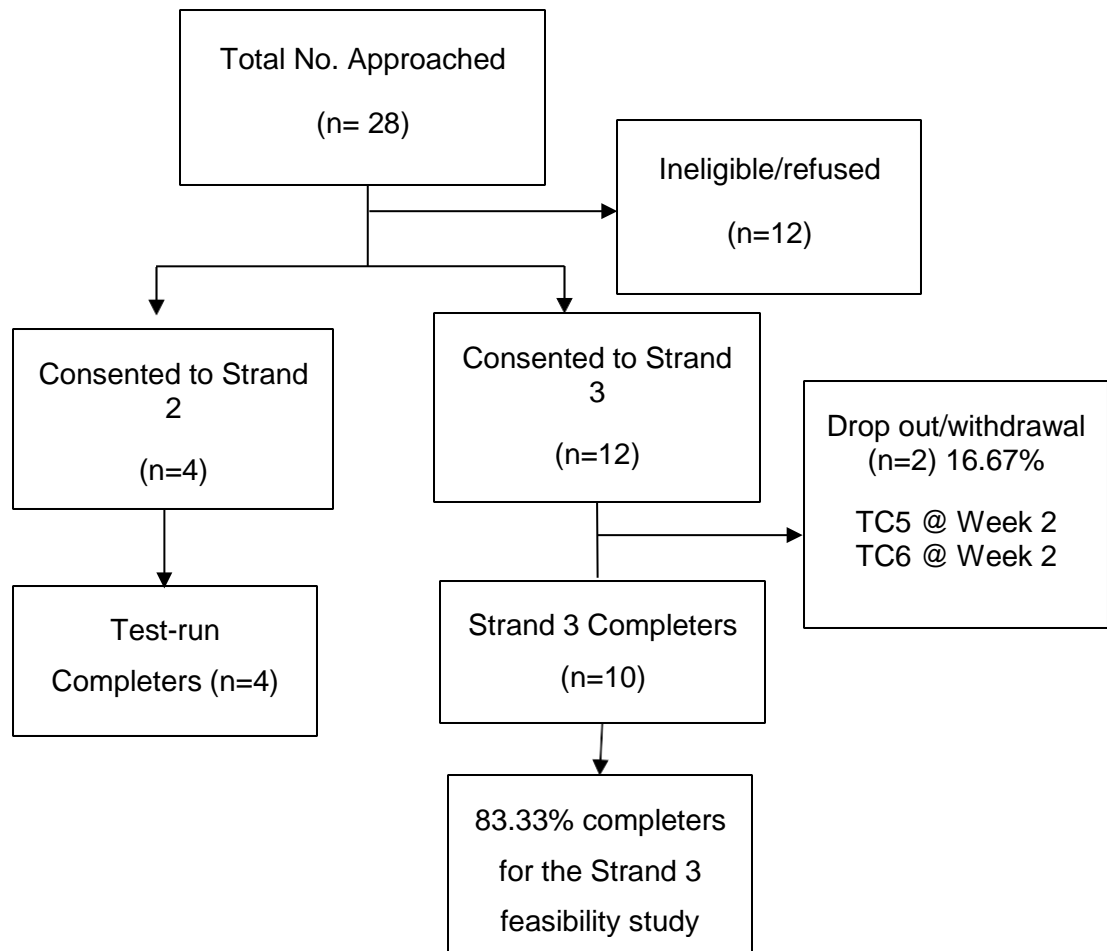 Total No. Approached
(n= 28)
Ineligible/refused
(n=12)
Consented to Strand
2
(n=4)
Consented to Strand
3
(n=12)
Drop out/withdrawal
(n=2) 16.67%
TC5 @ Week 2
TC6 @ Week 2
Test-run
Completers (n=4)
Strand 3 Completers
(n=10)
83.33% completers
for the Strand 3
feasibility study